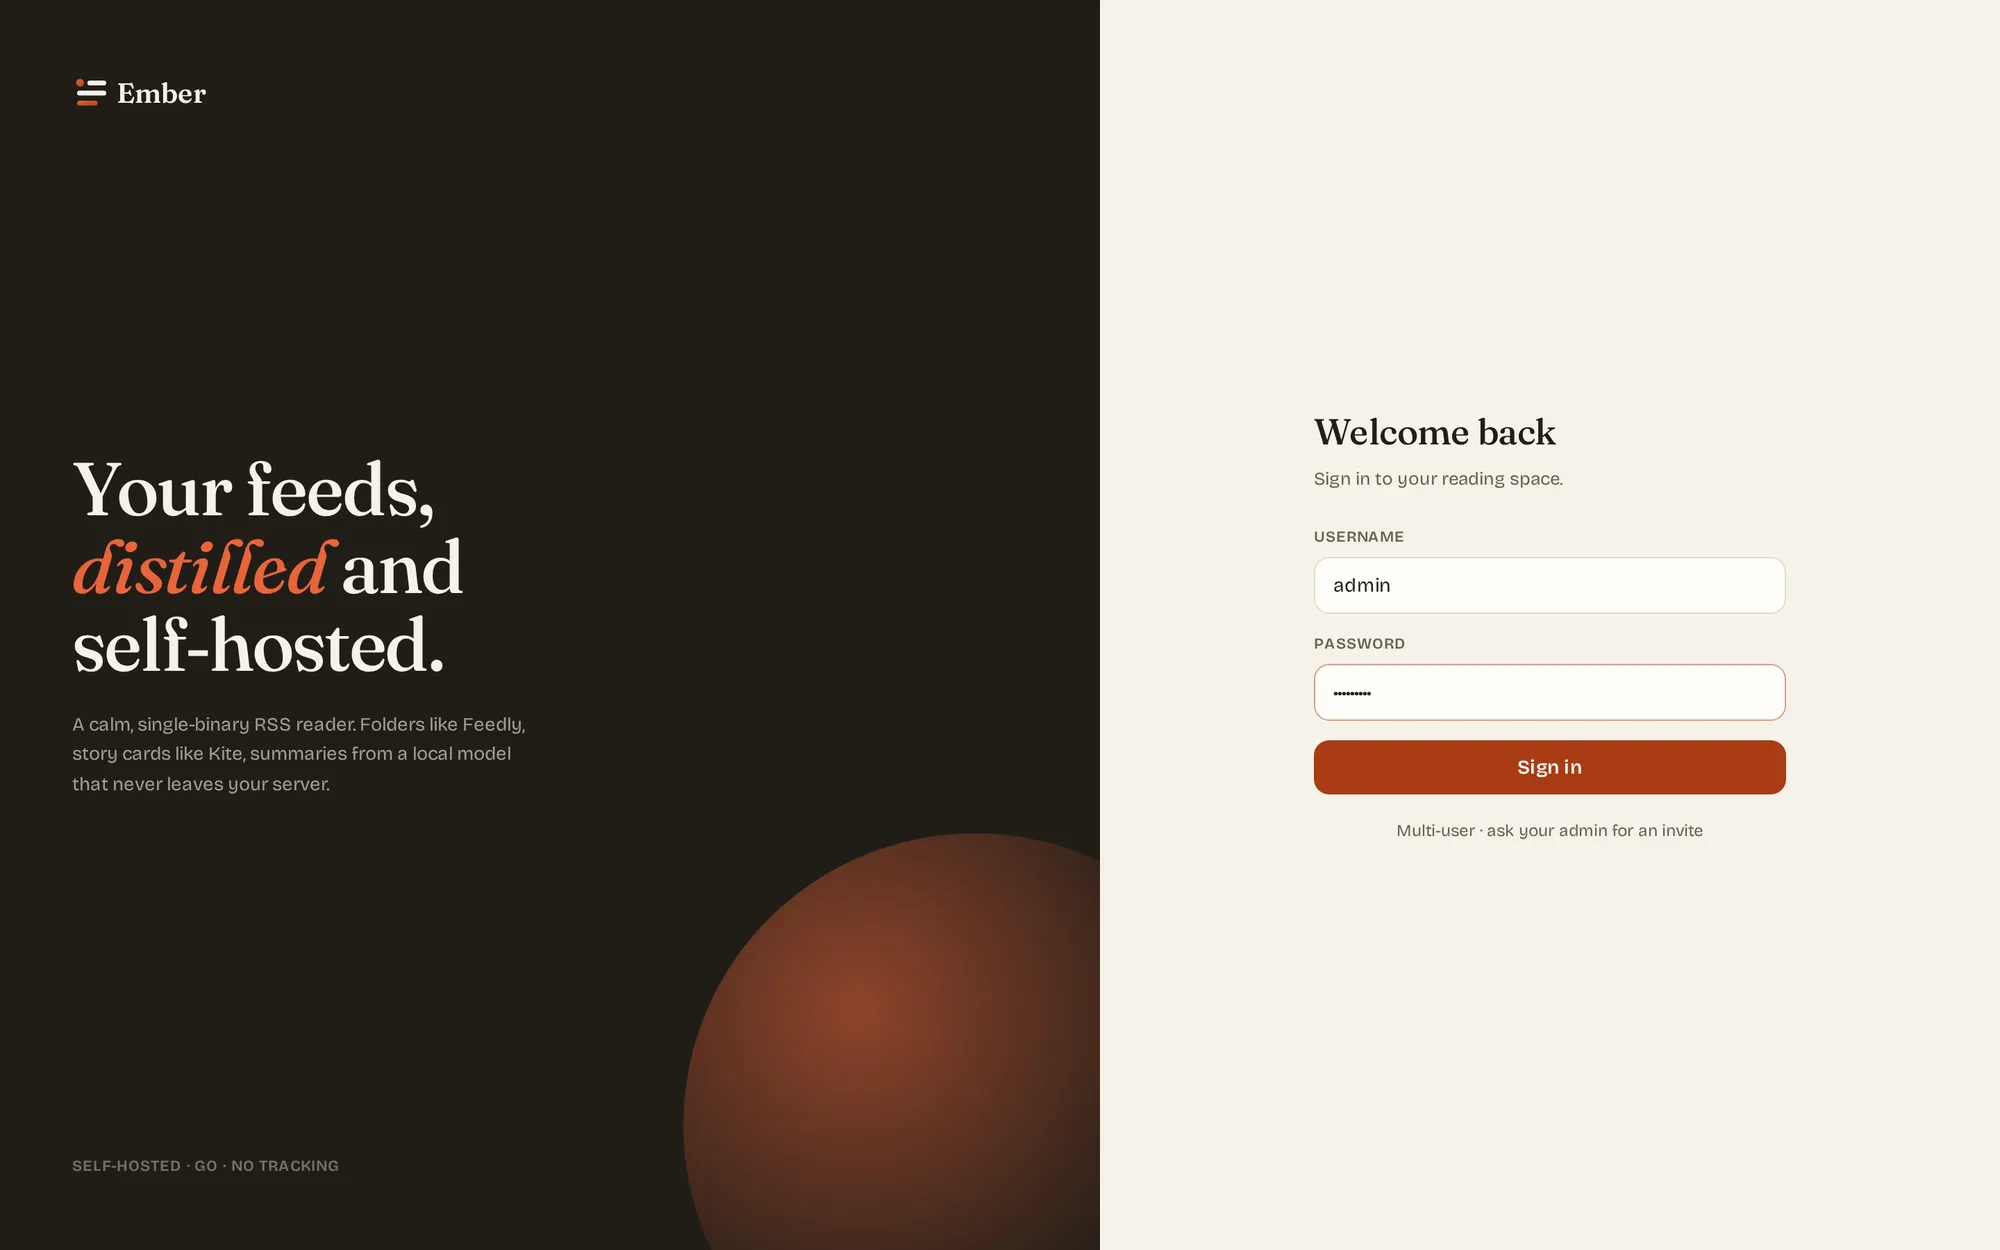 Ember
Your feeds,
distilled and
self-hosted.
A calm, single-binary RSS reader. Folders like Feedly,
story cards like Kite, summaries from a local model
that never leaves your server.
SELF-HOSTED · GO · NO TRACKING
Welcome back
Sign in to your reading space.
USERNAME
admin
PASSWORD
•••••••••
Sign in
Multi-user · ask your admin for an invite